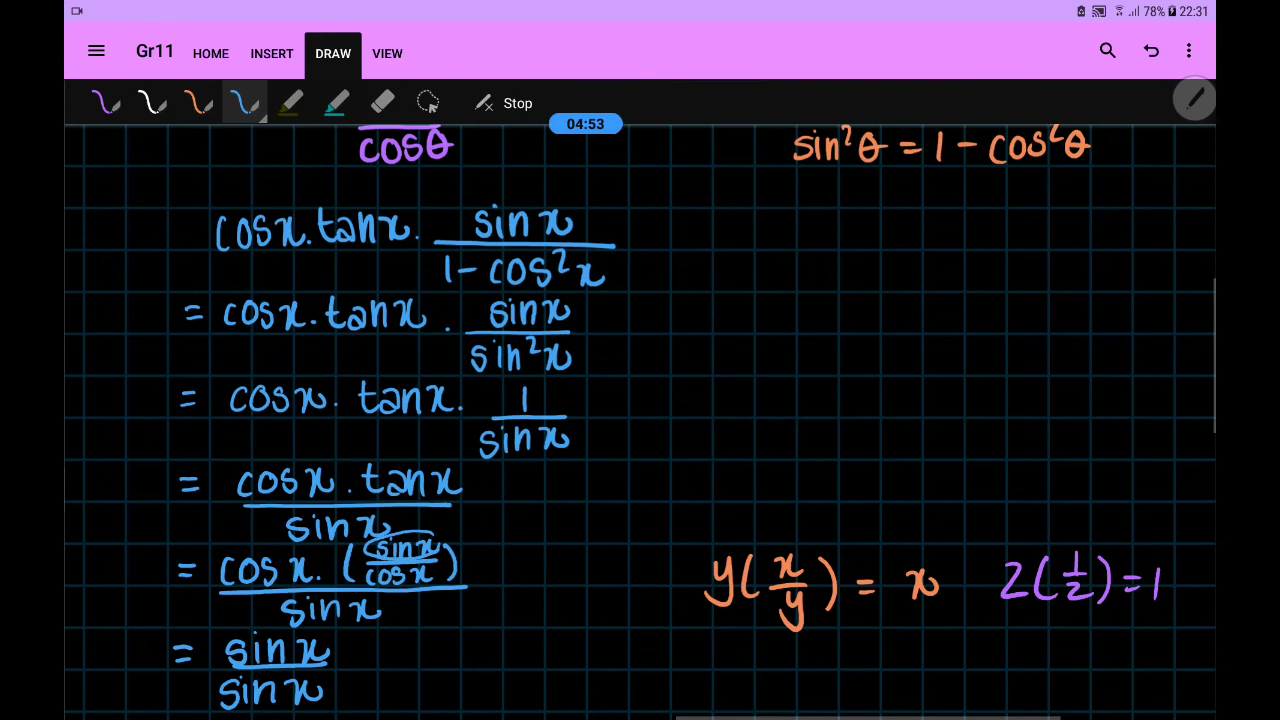 78% 22:31
Gr11 HOME INSERT DRAW VIEW
Stop
04:53
cosθ
sin²θ = 1 - cos²θ
cosx.tanx. sinx
1 - cos²x
= cosx.tanx . sinx
sin²x
= cosx. tanx. 1
sinx
= cosx.tanx
sinx
= cosx. (sinx
cosx)
sinx
y(x/y) = x 2(1/2) = 1
= sinx
sinx